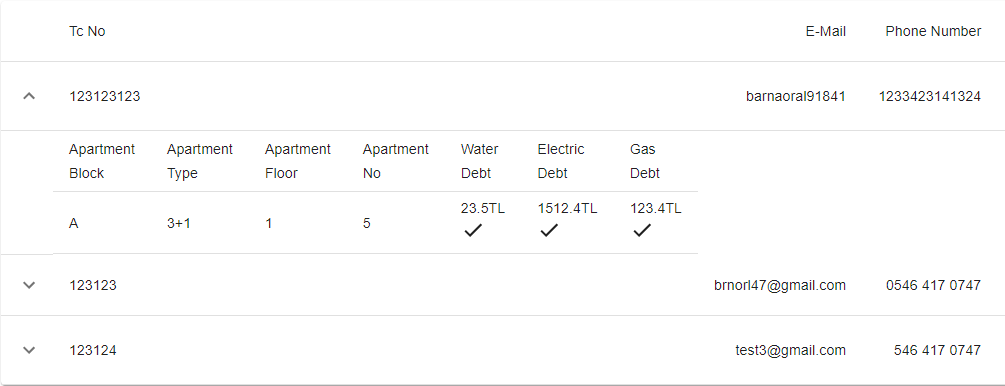 Tc No E-Mail Phone Number
123123123 barnaoral91841 1233423141324
Apartment Apartment Apartment Apartment Water Electric Gas
Block Type Floor No Debt Debt Debt
23.5TL 1512.4TL 123.4TL
A 3+1 1 5
123123 brnorl47@gmail.com 0546 417 0747
123124 test3@gmail.com 546 417 0747